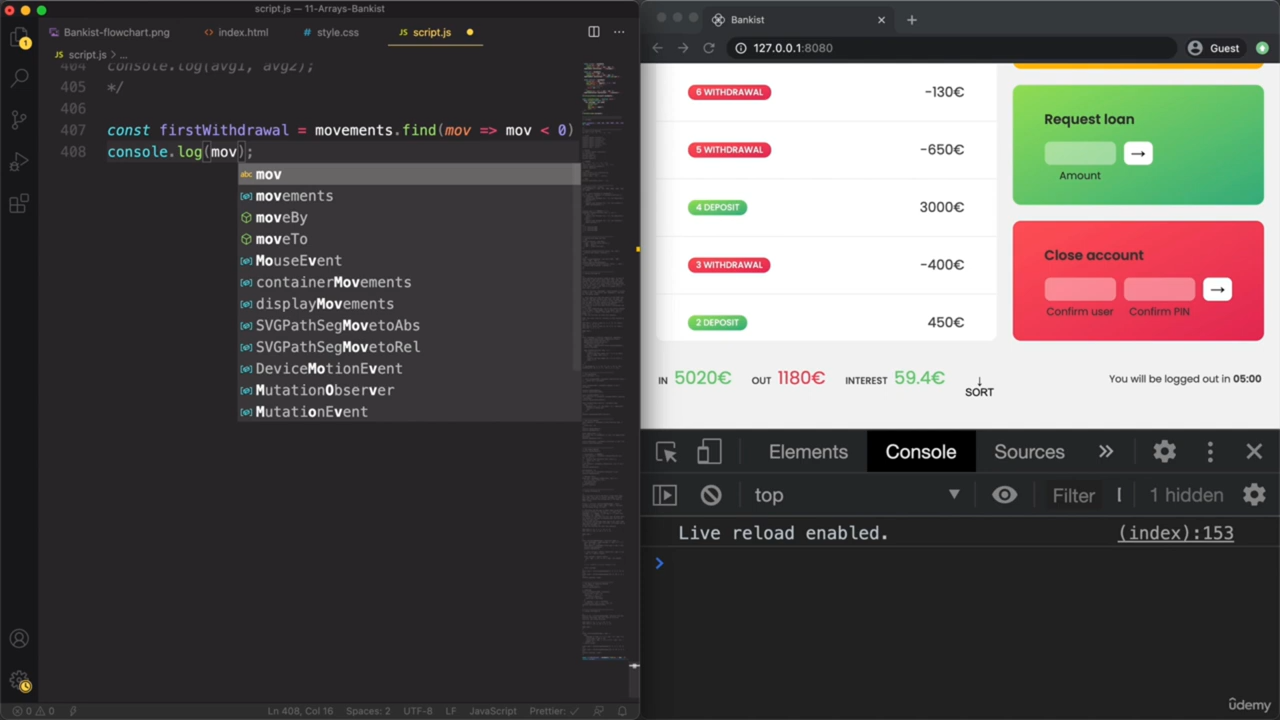 script.js — 11-Arrays-Bankist
Bankist-flowchart.png
index.html
style.css
JS script.js
JS script.js > ...
404 console.log(avg1, avg2);
405 */
406
407 const firstWithdrawal = movements.find(mov => mov < 0)
408 console.log(mov);
abc mov
movements
moveBy
moveTo
MouseEvent
containerMovements
displayMovements
SVGPathSegMovetoAbs
SVGPathSegMovetoRel
DeviceMotionEvent
MutationObserver
MutationEvent
0 0
Ln 408, Col 16
Spaces: 2
UTF-8
LF
JavaScript
Prettier: ✓
Bankist
127.0.0.1:8080
Guest
6 WITHDRAWAL -130€
5 WITHDRAWAL -650€
4 DEPOSIT 3000€
3 WITHDRAWAL -400€
2 DEPOSIT 450€
IN 5020€ OUT 1180€ INTEREST 59.4€ ↓ SORT
Request loan
→
Amount
Close account
→
Confirm user Confirm PIN
You will be logged out in 05:00
Elements Console Sources »
top Filter 1 hidden
Live reload enabled. (index):153
>
ûdemy